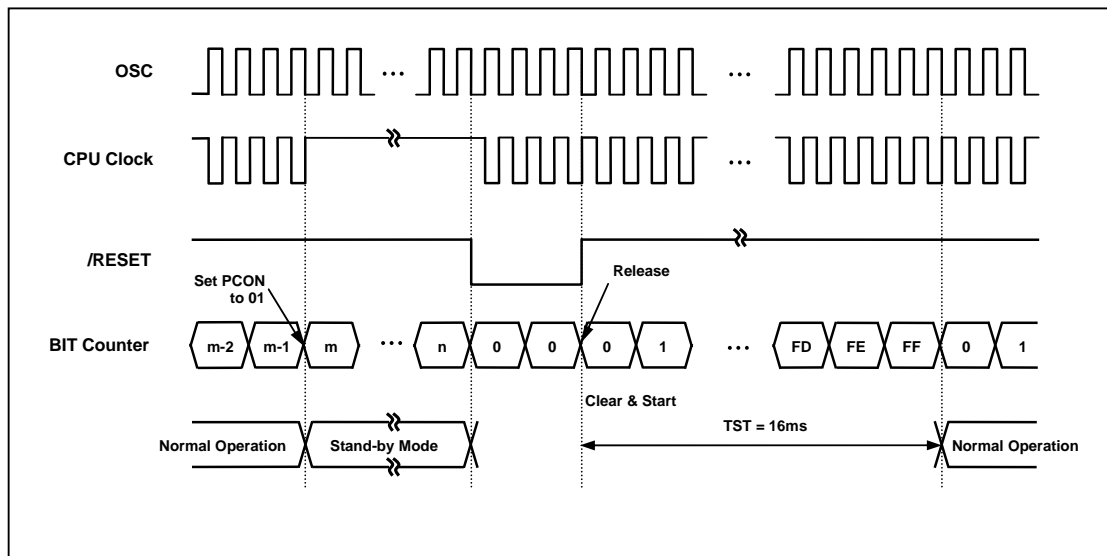 OSC
...
...
CPU Clock
...
/RESET
Set PCON
to 01
Release
BIT Counter
m-2 m-1 m ... n 0 0 0 1 ... FD FE FF 0 1
Clear & Start
Normal Operation Stand-by Mode TST = 16ms Normal Operation